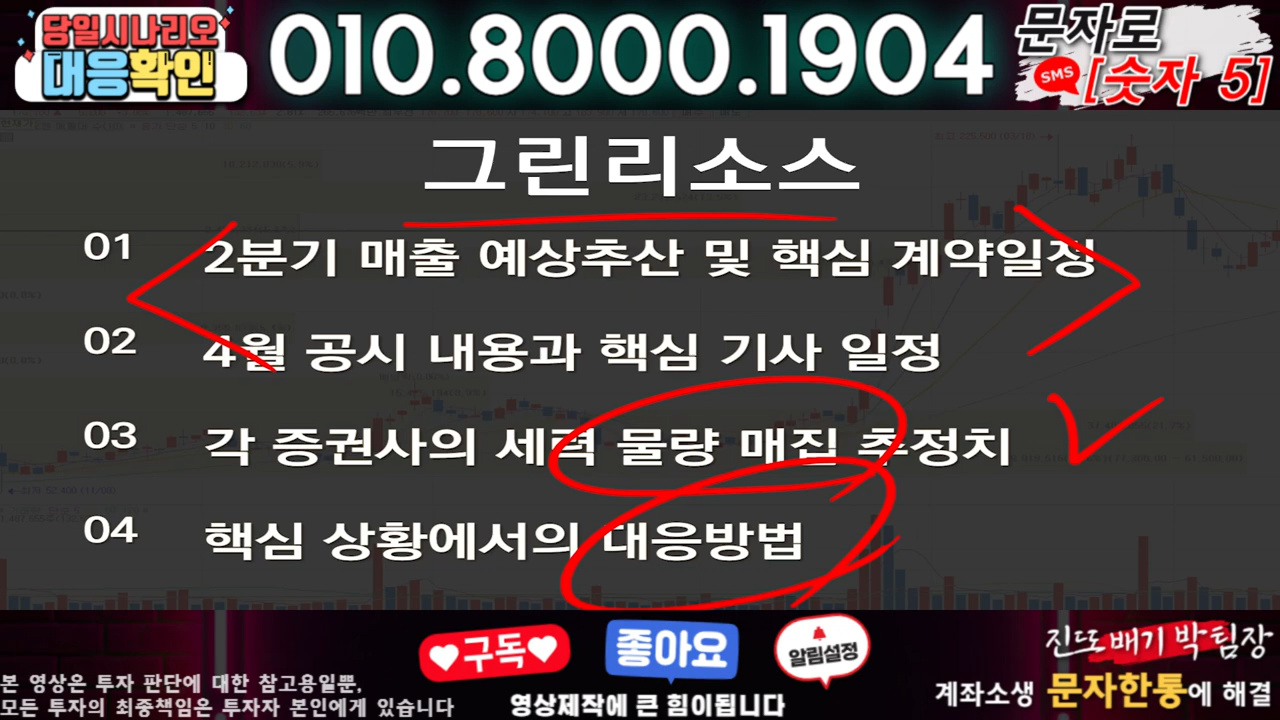 당일시나리오
대응확인
010.8000.1904
문자로
SMS [숫자 5]
그린리소스
01 2분기 매출 예상추산 및 핵심 계약일정
02 4월 공시 내용과 핵심 기사 일정
03 각 증권사의 세력 물량 매집 추정치
04 핵심 상황에서의 대응방법
구독
좋아요
알림설정
영상제작에 큰 힘이됩니다
본 영상은 투자 판단에 대한 참고용일뿐,
모든 투자의 최종책임은 투자자 본인에게 있습니다
진또배기 박팀장
계좌소생 문자한통에 해결